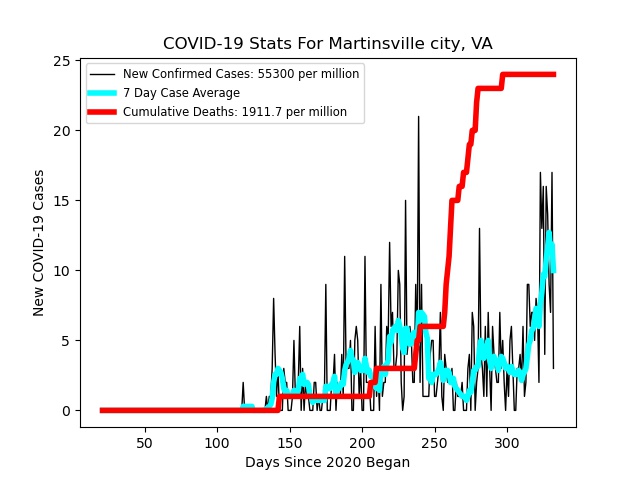 COVID-19 Stats For Martinsville city, VA
New Confirmed Cases: 55300 per million
7 Day Case Average
Cumulative Deaths: 1911.7 per million
New COVID-19 Cases
25
20
15
10
5
0
50 100 150 200 250 300
Days Since 2020 Began